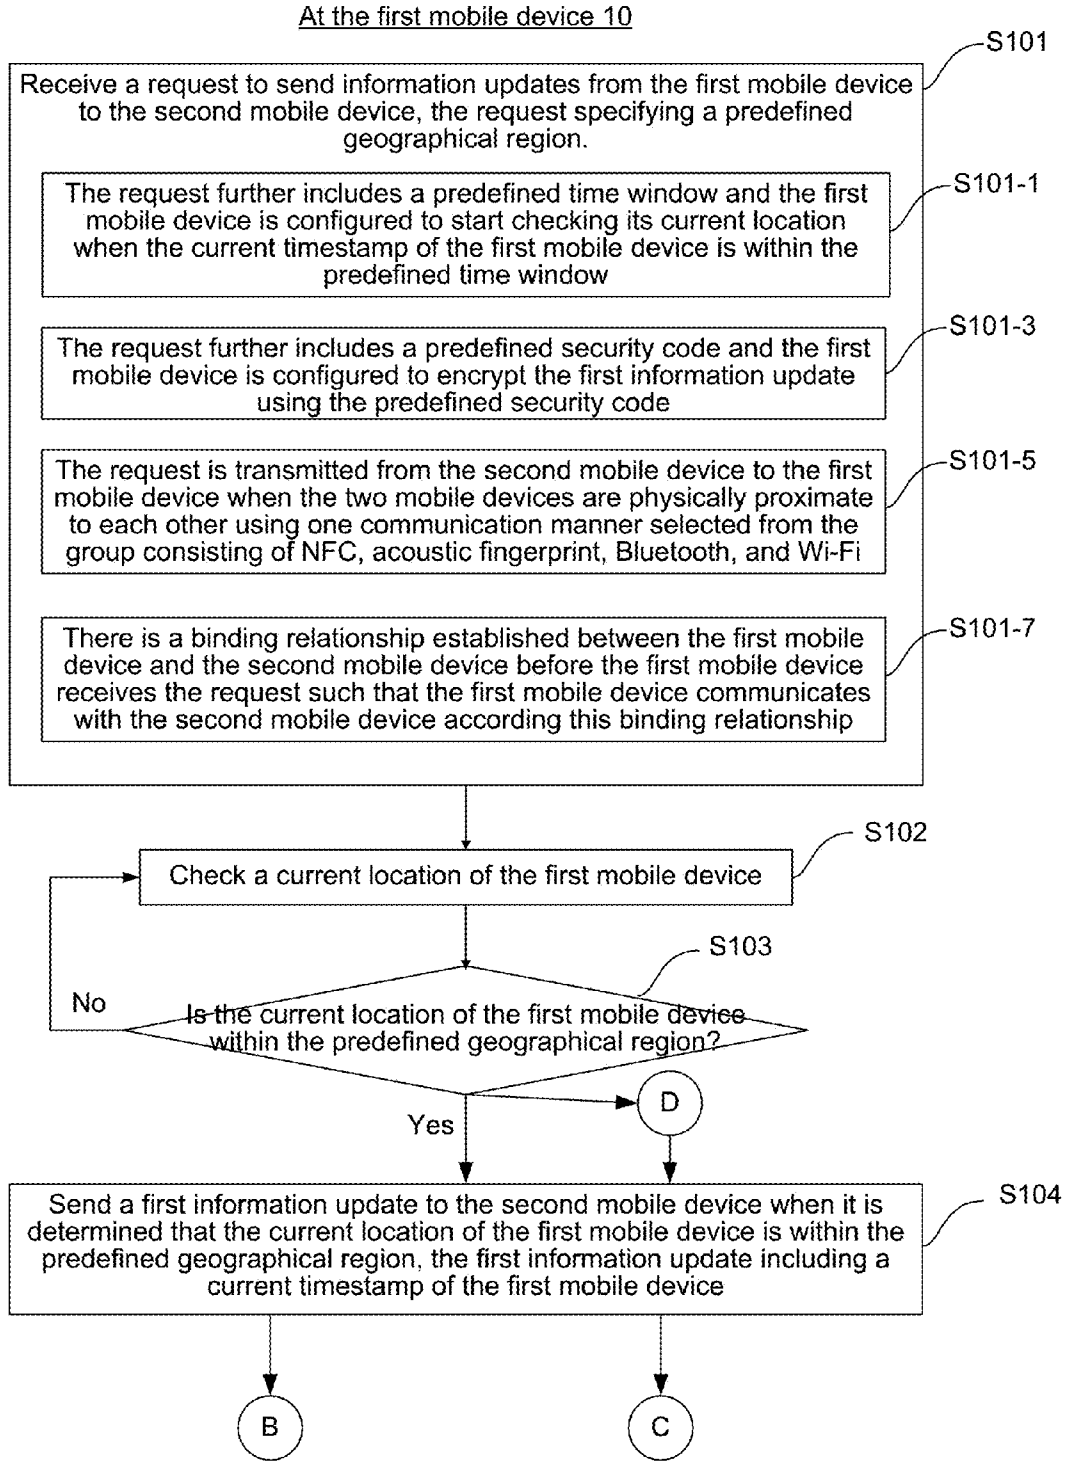 At the first mobile device 10
S101
Receive a request to send information updates from the first mobile device
to the second mobile device, the request specifying a predefined
geographical region.
S101-1
The request further includes a predefined time window and the first
mobile device is configured to start checking its current location
when the current timestamp of the first mobile device is within the
predefined time window
S101-3
The request further includes a predefined security code and the first
mobile device is configured to encrypt the first information update
using the predefined security code
S101-5
The request is transmitted from the second mobile device to the first
mobile device when the two mobile devices are physically proximate
to each other using one communication manner selected from the
group consisting of NFC, acoustic fingerprint, Bluetooth, and Wi-Fi
S101-7
There is a binding relationship established between the first mobile
device and the second mobile device before the first mobile device
receives the request such that the first mobile device communicates
with the second mobile device according this binding relationship
S102
Check a current location of the first mobile device
S103
No
Is the current location of the first mobile device
within the predefined geographical region?
D
Yes
S104
Send a first information update to the second mobile device when it is
determined that the current location of the first mobile device is within the
predefined geographical region, the first information update including a
current timestamp of the first mobile device
B
C